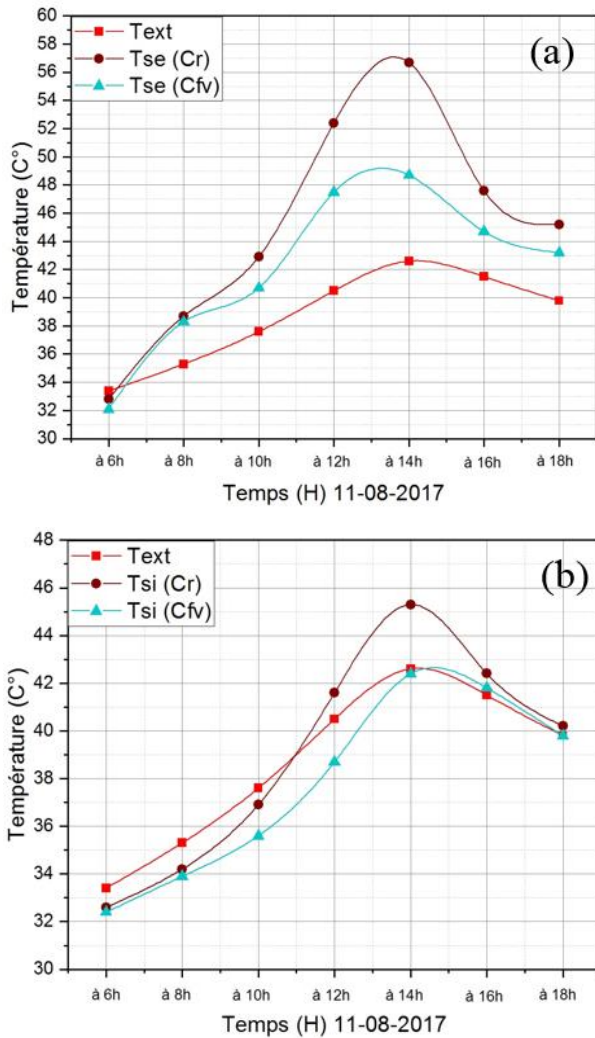 60
58
56
54
52
50
48
46
44
42
40
38
36
34
32
30
Température (C°)
Text
Tse (Cr)
Tse (Cfv)
(a)
à 6h à 8h à 10h à 12h à 14h à 16h à 18h
Temps (H) 11-08-2017
48
46
44
42
40
38
36
34
32
30
Température (C°)
Text
Tsi (Cr)
Tsi (Cfv)
(b)
à 6h à 8h à 10h à 12h à 14h à 16h à 18h
Temps (H) 11-08-2017